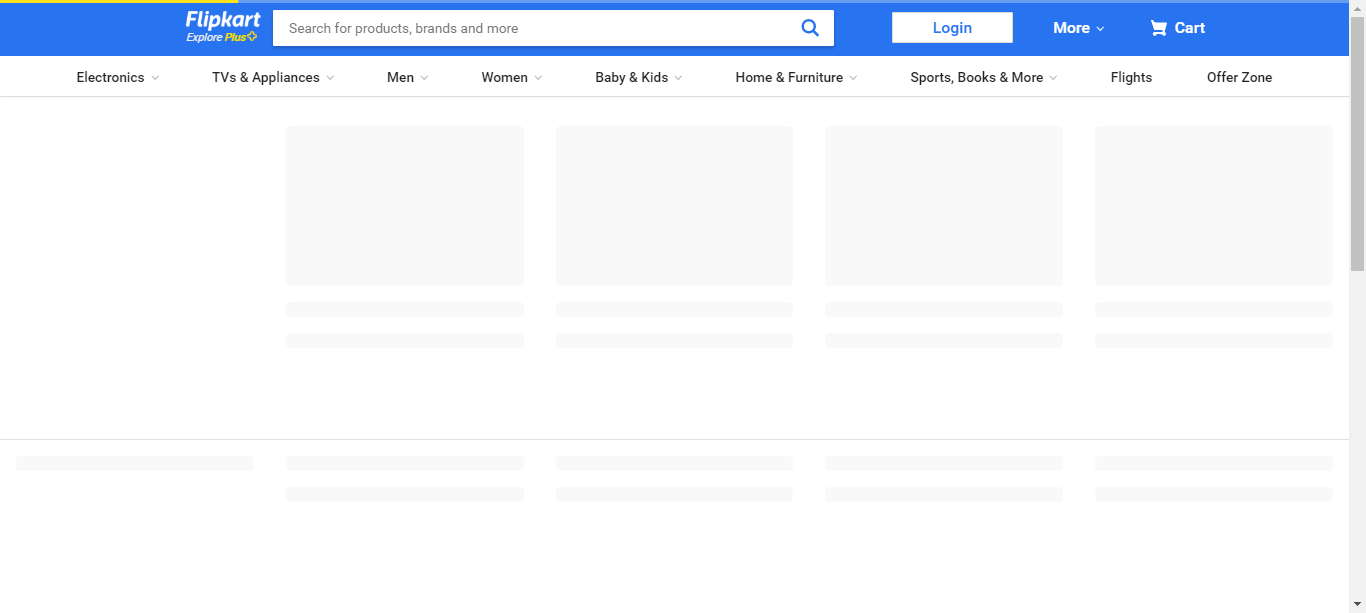 Flipkart
Explore Plus
Search for products, brands and more
Login
More
Cart
Electronics
TVs & Appliances
Men
Women
Baby & Kids
Home & Furniture
Sports, Books & More
Flights
Offer Zone